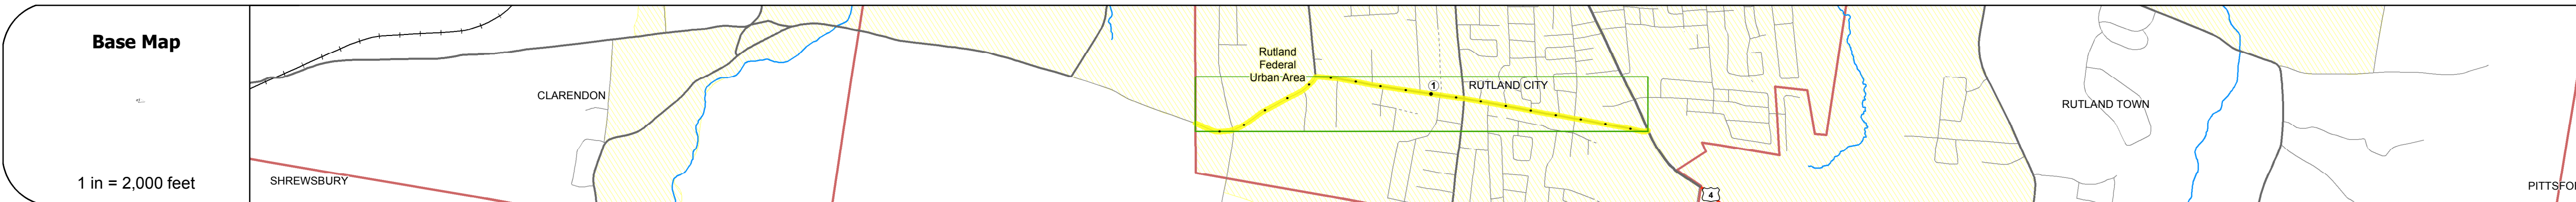 Base Map
1 in = 2,000 feet
SHREWSBURY
CLARENDON
Rutland
Federal
Urban Area
1
RUTLAND CITY
4
RUTLAND TOWN
PITTSFO